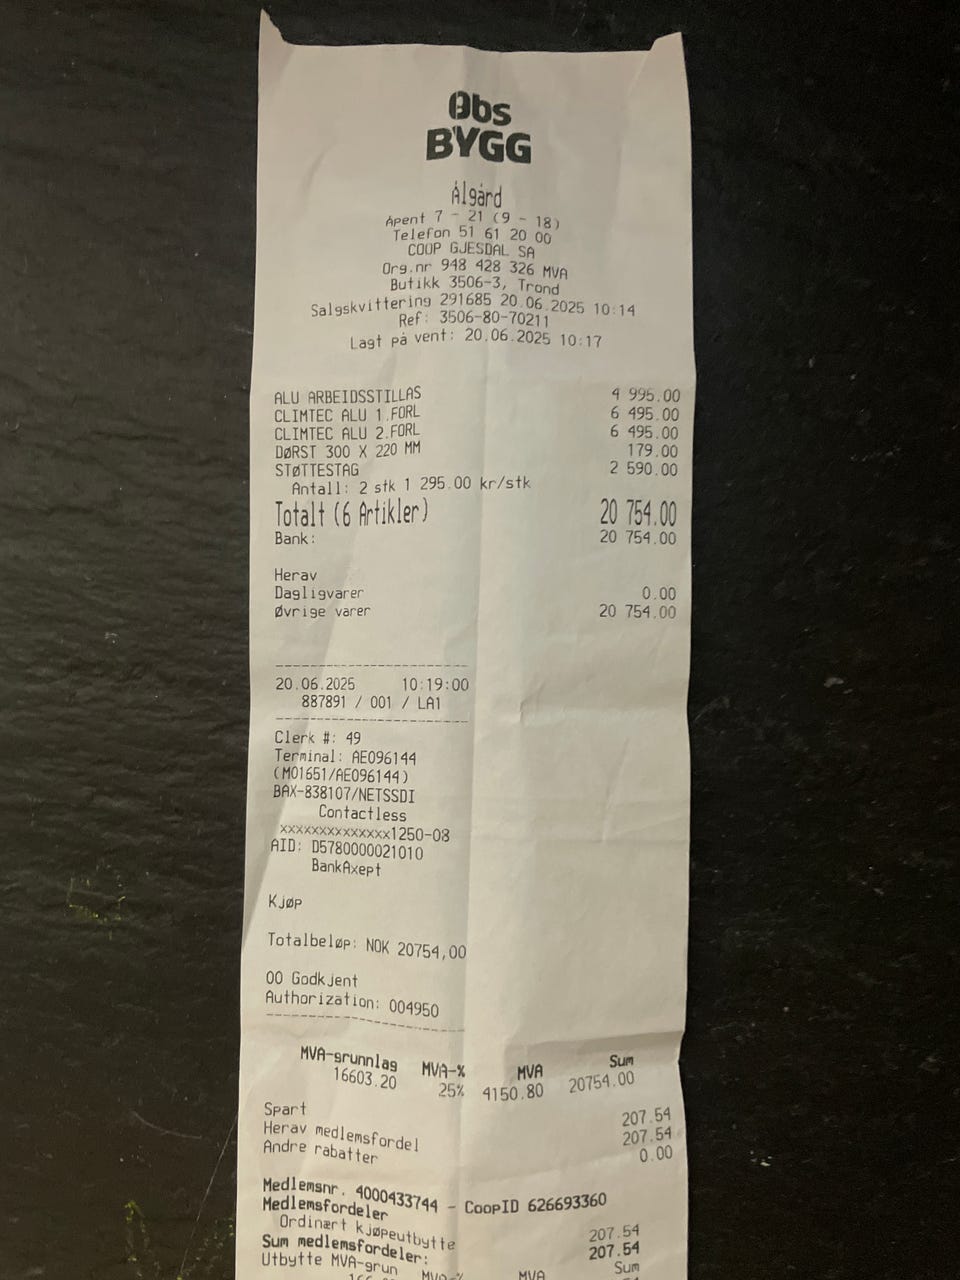 Obs
BYGG
Ålgård
Åpent 7 - 21 (9 - 18)
Telefon 51 61 20 00
COOP GJESDAL SA
Org.nr 948 428 326 MVA
Butikk 3506-3, Trond
Salgskvittering 291685 20.06.2025 10:14
Ref: 3506-80-70211
Lagt på vent: 20.06.2025 10:17
ALU ARBEIDSSTILLAS 4 995.00
CLIMTEC ALU 1.FORL 6 495.00
CLIMTEC ALU 2.FORL 6 495.00
DØRST 300 X 220 MM 179.00
STØTTESTAG 2 590.00
Antall: 2 stk 1 295.00 kr/stk
Totalt (6 Artikler) 20 754.00
Bank: 20 754.00
Herav
Dagligvarer 0.00
Øvrige varer 20 754.00
20.06.2025 10:19:00
887891 / 001 / LA1
Clerk #: 49
Terminal: AE096144
(M01651/AE096144)
BAX-838107/NETSSDI
Contactless
xxxxxxxxxxxxxx1250-08
AID: D5780000021010
BankAxept
Kjøp
Totalbeløp: NOK 20754,00
00 Godkjent
Authorization: 004950
MVA-grunnlag MVA-% MVA Sum
16603.20 25% 4150.80 20754.00
Spart 207.54
Herav medlemsfordel 207.54
Andre rabatter 0.00
Medlemsnr. 4000433744 - CoopID 626693360
Medlemsfordeler
Ordinært kjøpeutbytte 207.54
Sum medlemsfordeler: 207.54
Utbytte MVA-grun MVA-% MVA Sum